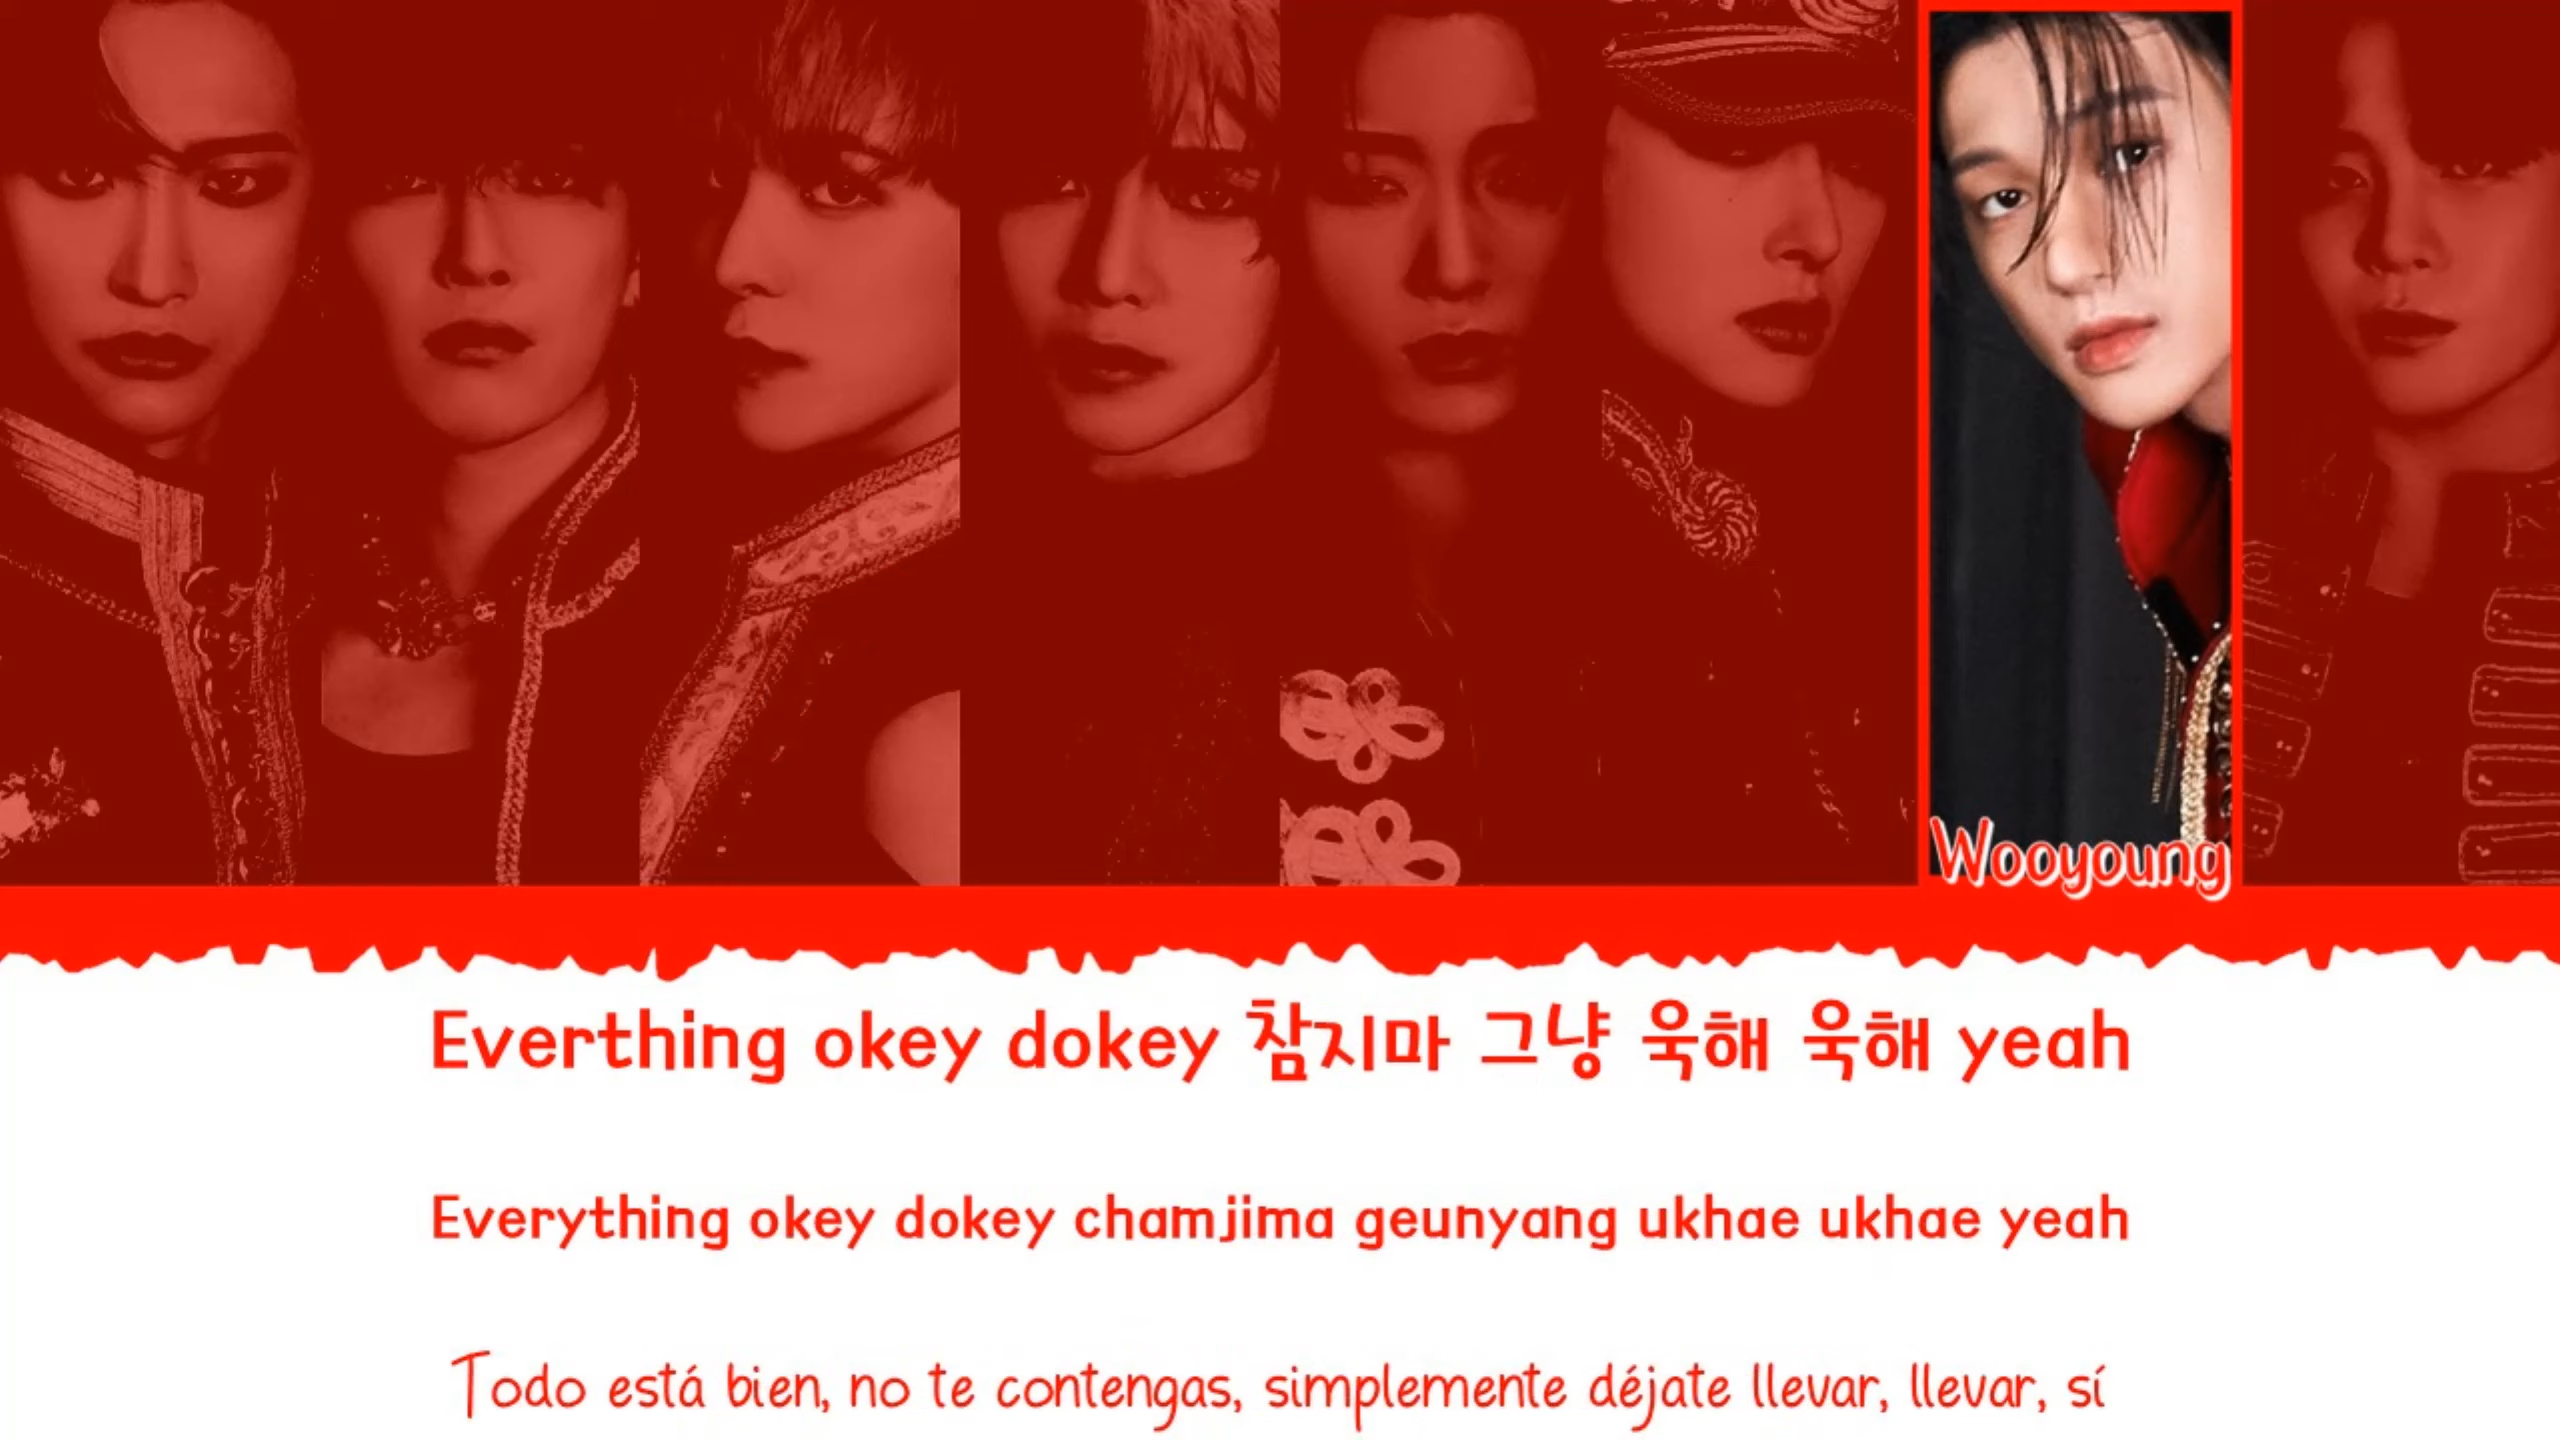 Wooyoung
Everthing okey dokey 참지마 그냥 욱해 욱해 yeah
Everything okey dokey chamjima geunyang ukhae ukhae yeah
Todo está bien, no te contengas, simplemente déjate llevar, llevar, sí